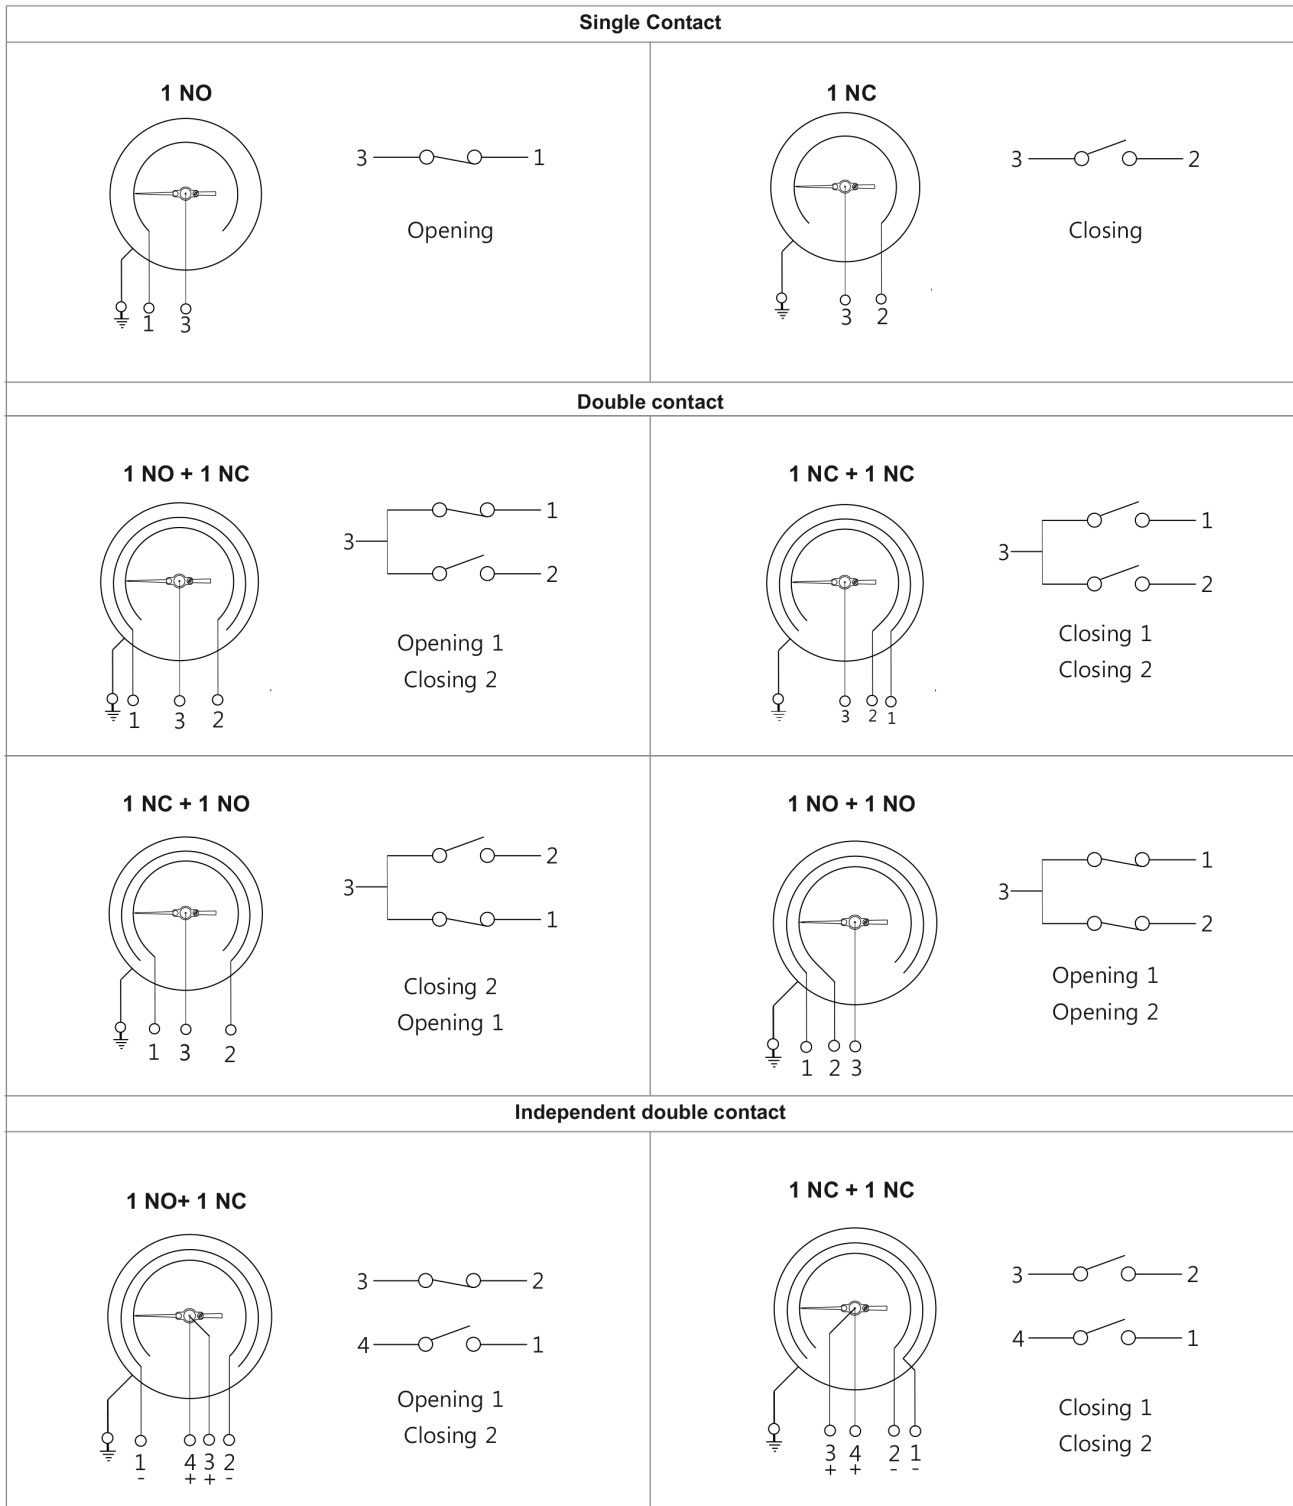 Single Contact
1 NO
3 1
Opening
1 3
1 NC
3 2
Closing
3 2
Double contact
1 NO + 1 NC
1
3
2
Opening 1
Closing 2
1 3 2
1 NC + 1 NC
1
3
2
Closing 1
Closing 2
3 2 1
1 NC + 1 NO
2
3
1
Closing 2
Opening 1
1 3 2
1 NO + 1 NO
1
3
2
Opening 1
Opening 2
1 2 3
Independent double contact
1 NO+ 1 NC
3 2
4 1
Opening 1
Closing 2
1 4 3 2
- + + -
1 NC + 1 NC
3 2
4 1
Closing 1
Closing 2
3 4 2 1
+ + - -